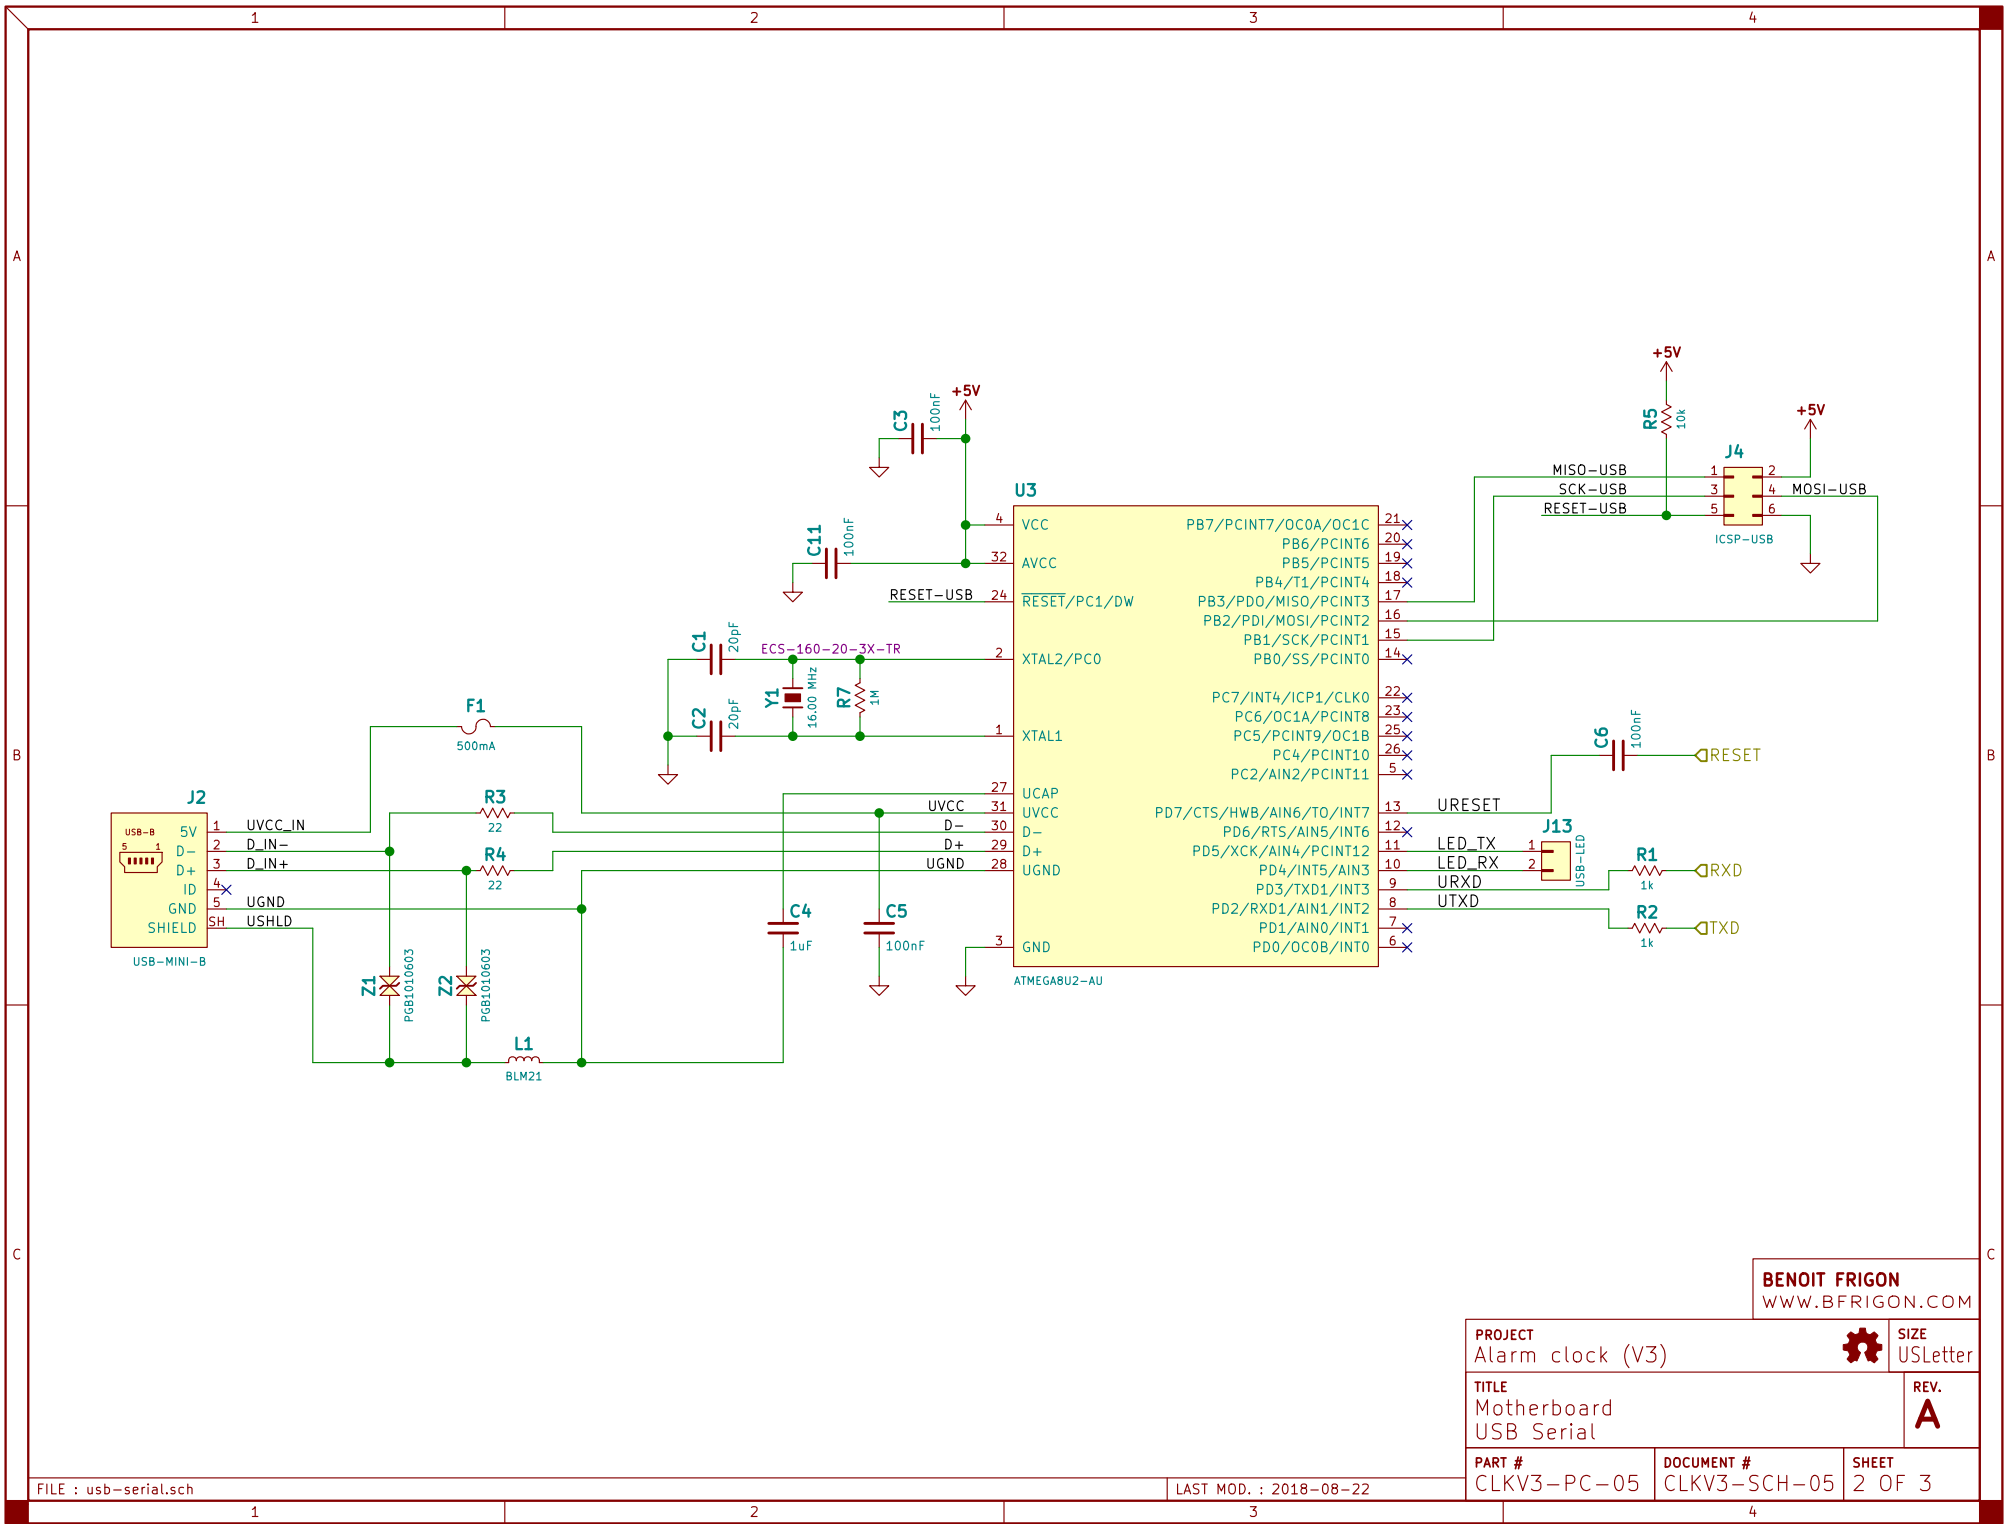 1
2
3
4
A
A
B
B
C
C
+5V
R5
10k
+5V
J4
MISO-USB
1
2
SCK-USB
3
4
MOSI-USB
RESET-USB
5
6
ICSP-USB
+5V
C3
100nF
C11
100nF
RESET-USB
C1
20pF
ECS-160-20-3X-TR
Y1
16.00 MHz
R7
1M
C2
20pF
U3
4
VCC
32
AVCC
24
RESET/PC1/DW
2
XTAL2/PC0
1
XTAL1
27
UCAP
UVCC
31
UVCC
D-
30
D-
D+
29
D+
UGND
28
UGND
3
GND
ATMEGA8U2-AU
PB7/PCINT7/OC0A/OC1C
21
PB6/PCINT6
20
PB5/PCINT5
19
PB4/T1/PCINT4
18
PB3/PDO/MISO/PCINT3
17
PB2/PDI/MOSI/PCINT2
16
PB1/SCK/PCINT1
15
PB0/SS/PCINT0
14
PC7/INT4/ICP1/CLK0
22
PC6/OC1A/PCINT8
23
PC5/PCINT9/OC1B
25
PC4/PCINT10
26
PC2/AIN2/PCINT11
5
PD7/CTS/HWB/AIN6/TO/INT7
13
URESET
PD6/RTS/AIN5/INT6
12
PD5/XCK/AIN4/PCINT12
11
LED_TX
PD4/INT5/AIN3
10
LED_RX
PD3/TXD1/INT3
9
URXD
PD2/RXD1/AIN1/INT2
8
UTXD
PD1/AIN0/INT1
7
PD0/OC0B/INT0
6
C6
100nF
RESET
J13
1
2
USB-LED
R1
1k
RXD
R2
1k
TXD
F1
500mA
J2
USB-B
5
1
5V
1
UVCC_IN
D-
2
D_IN-
D+
3
D_IN+
ID
4
GND
5
UGND
SHIELD
SH
USHLD
USB-MINI-B
R3
22
R4
22
C4
1uF
C5
100nF
Z1
PGB1010603
Z2
PGB1010603
L1
BLM21
BENOIT FRIGON
WWW.BFRIGON.COM
PROJECT
Alarm clock (V3)
SIZE
USLetter
TITLE
Motherboard
USB Serial
REV.
A
PART #
CLKV3-PC-05
DOCUMENT #
CLKV3-SCH-05
SHEET
2 OF 3
FILE : usb-serial.sch
LAST MOD. : 2018-08-22
1
2
3
4